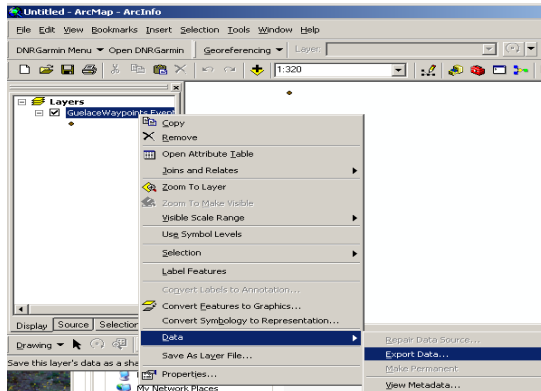 Untitled - ArcMap - ArcInfo
File Edit View Bookmarks Insert Selection Tools Window Help
DNRGarmin Menu Open DNRGarmin Georeferencing Layer:
1:320
Layers
GuelaceWaypoints Event
Copy
Remove
Open Attribute Table
Joins and Relates
Zoom To Layer
Zoom To Make Visible
Visible Scale Range
Use Symbol Levels
Selection
Label Features
Convert Labels to Annotation...
Convert Features to Graphics...
Convert Symbology to Representation...
Display Source Selection
Drawing
Data
Repair Data Source...
Export Data...
Save this layer's data as a sha
Save As Layer File...
Make Permanent
Properties...
View Metadata...
My Network Places